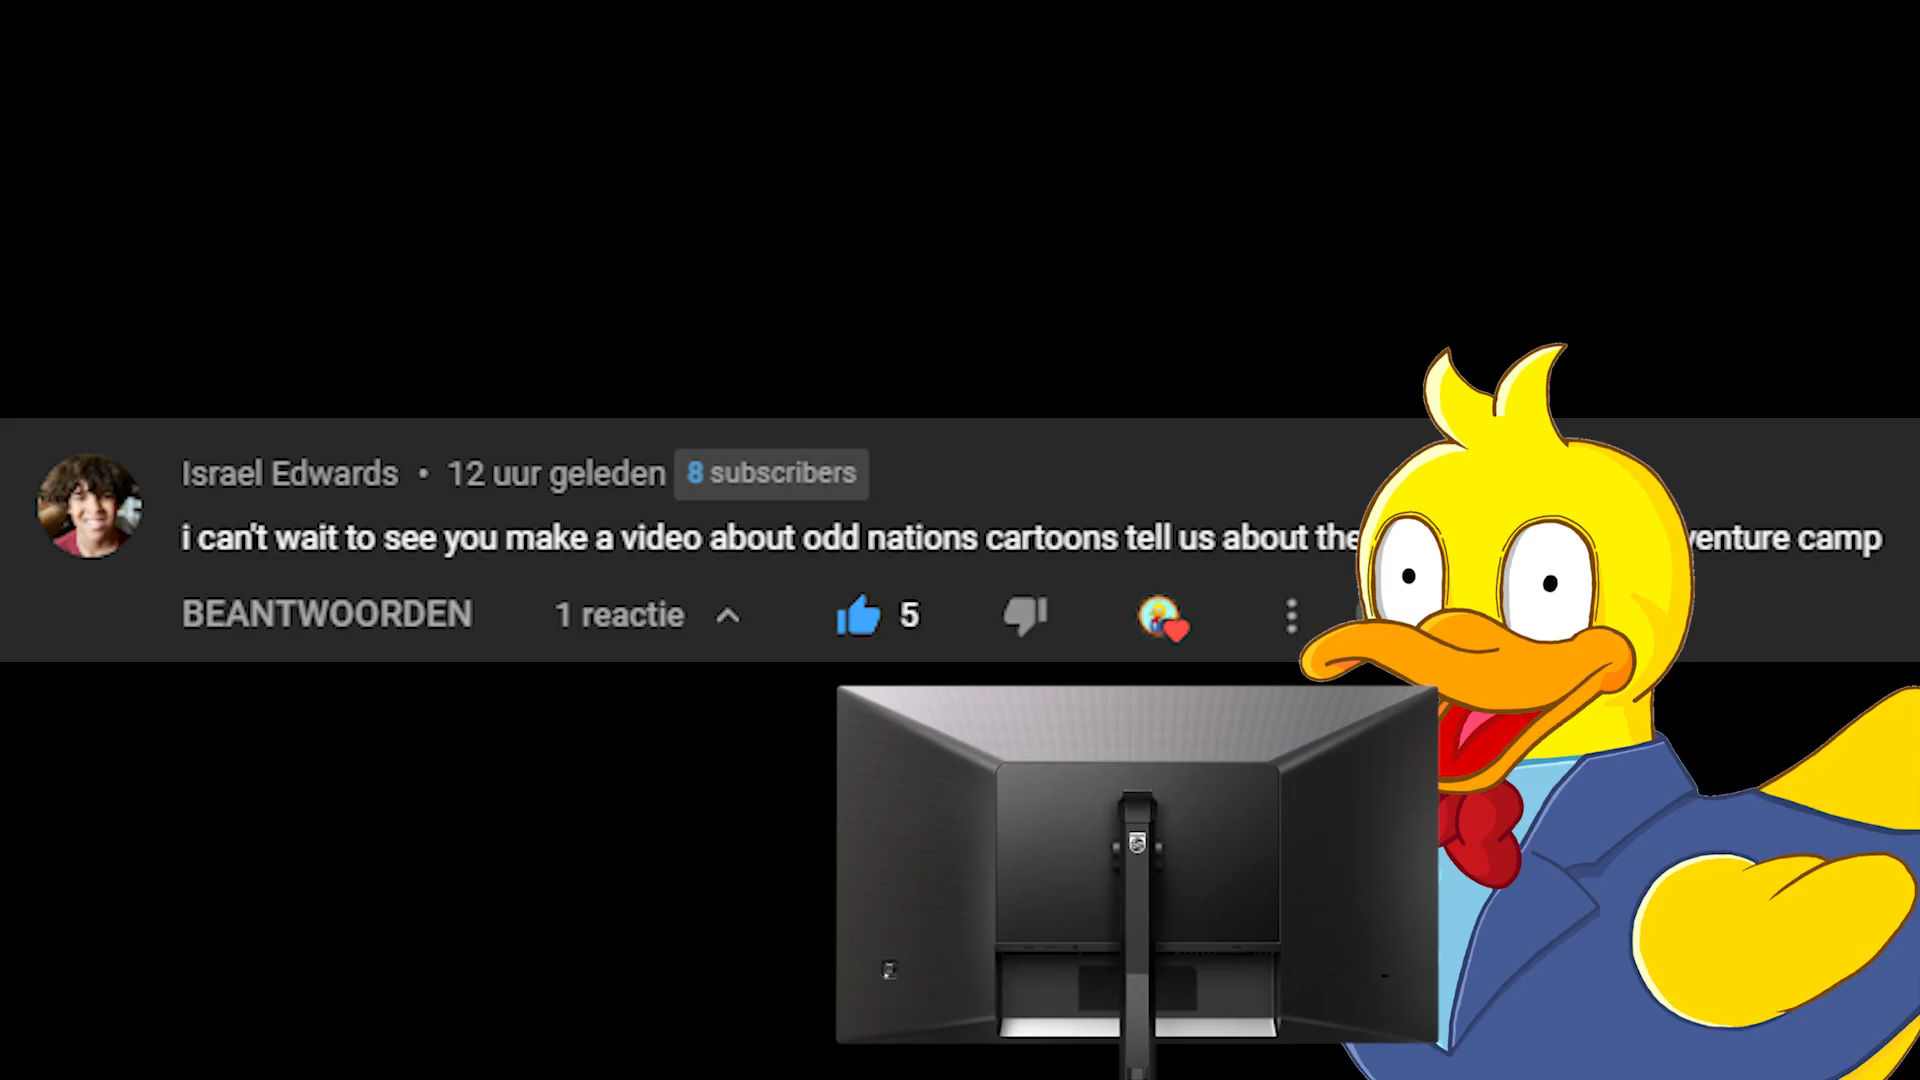 Israel Edwards • 12 uur geleden 8 subscribers
i can't wait to see you make a video about odd nations cartoons tell us about the venture camp
BEANTWOORDEN 1 reactie 5